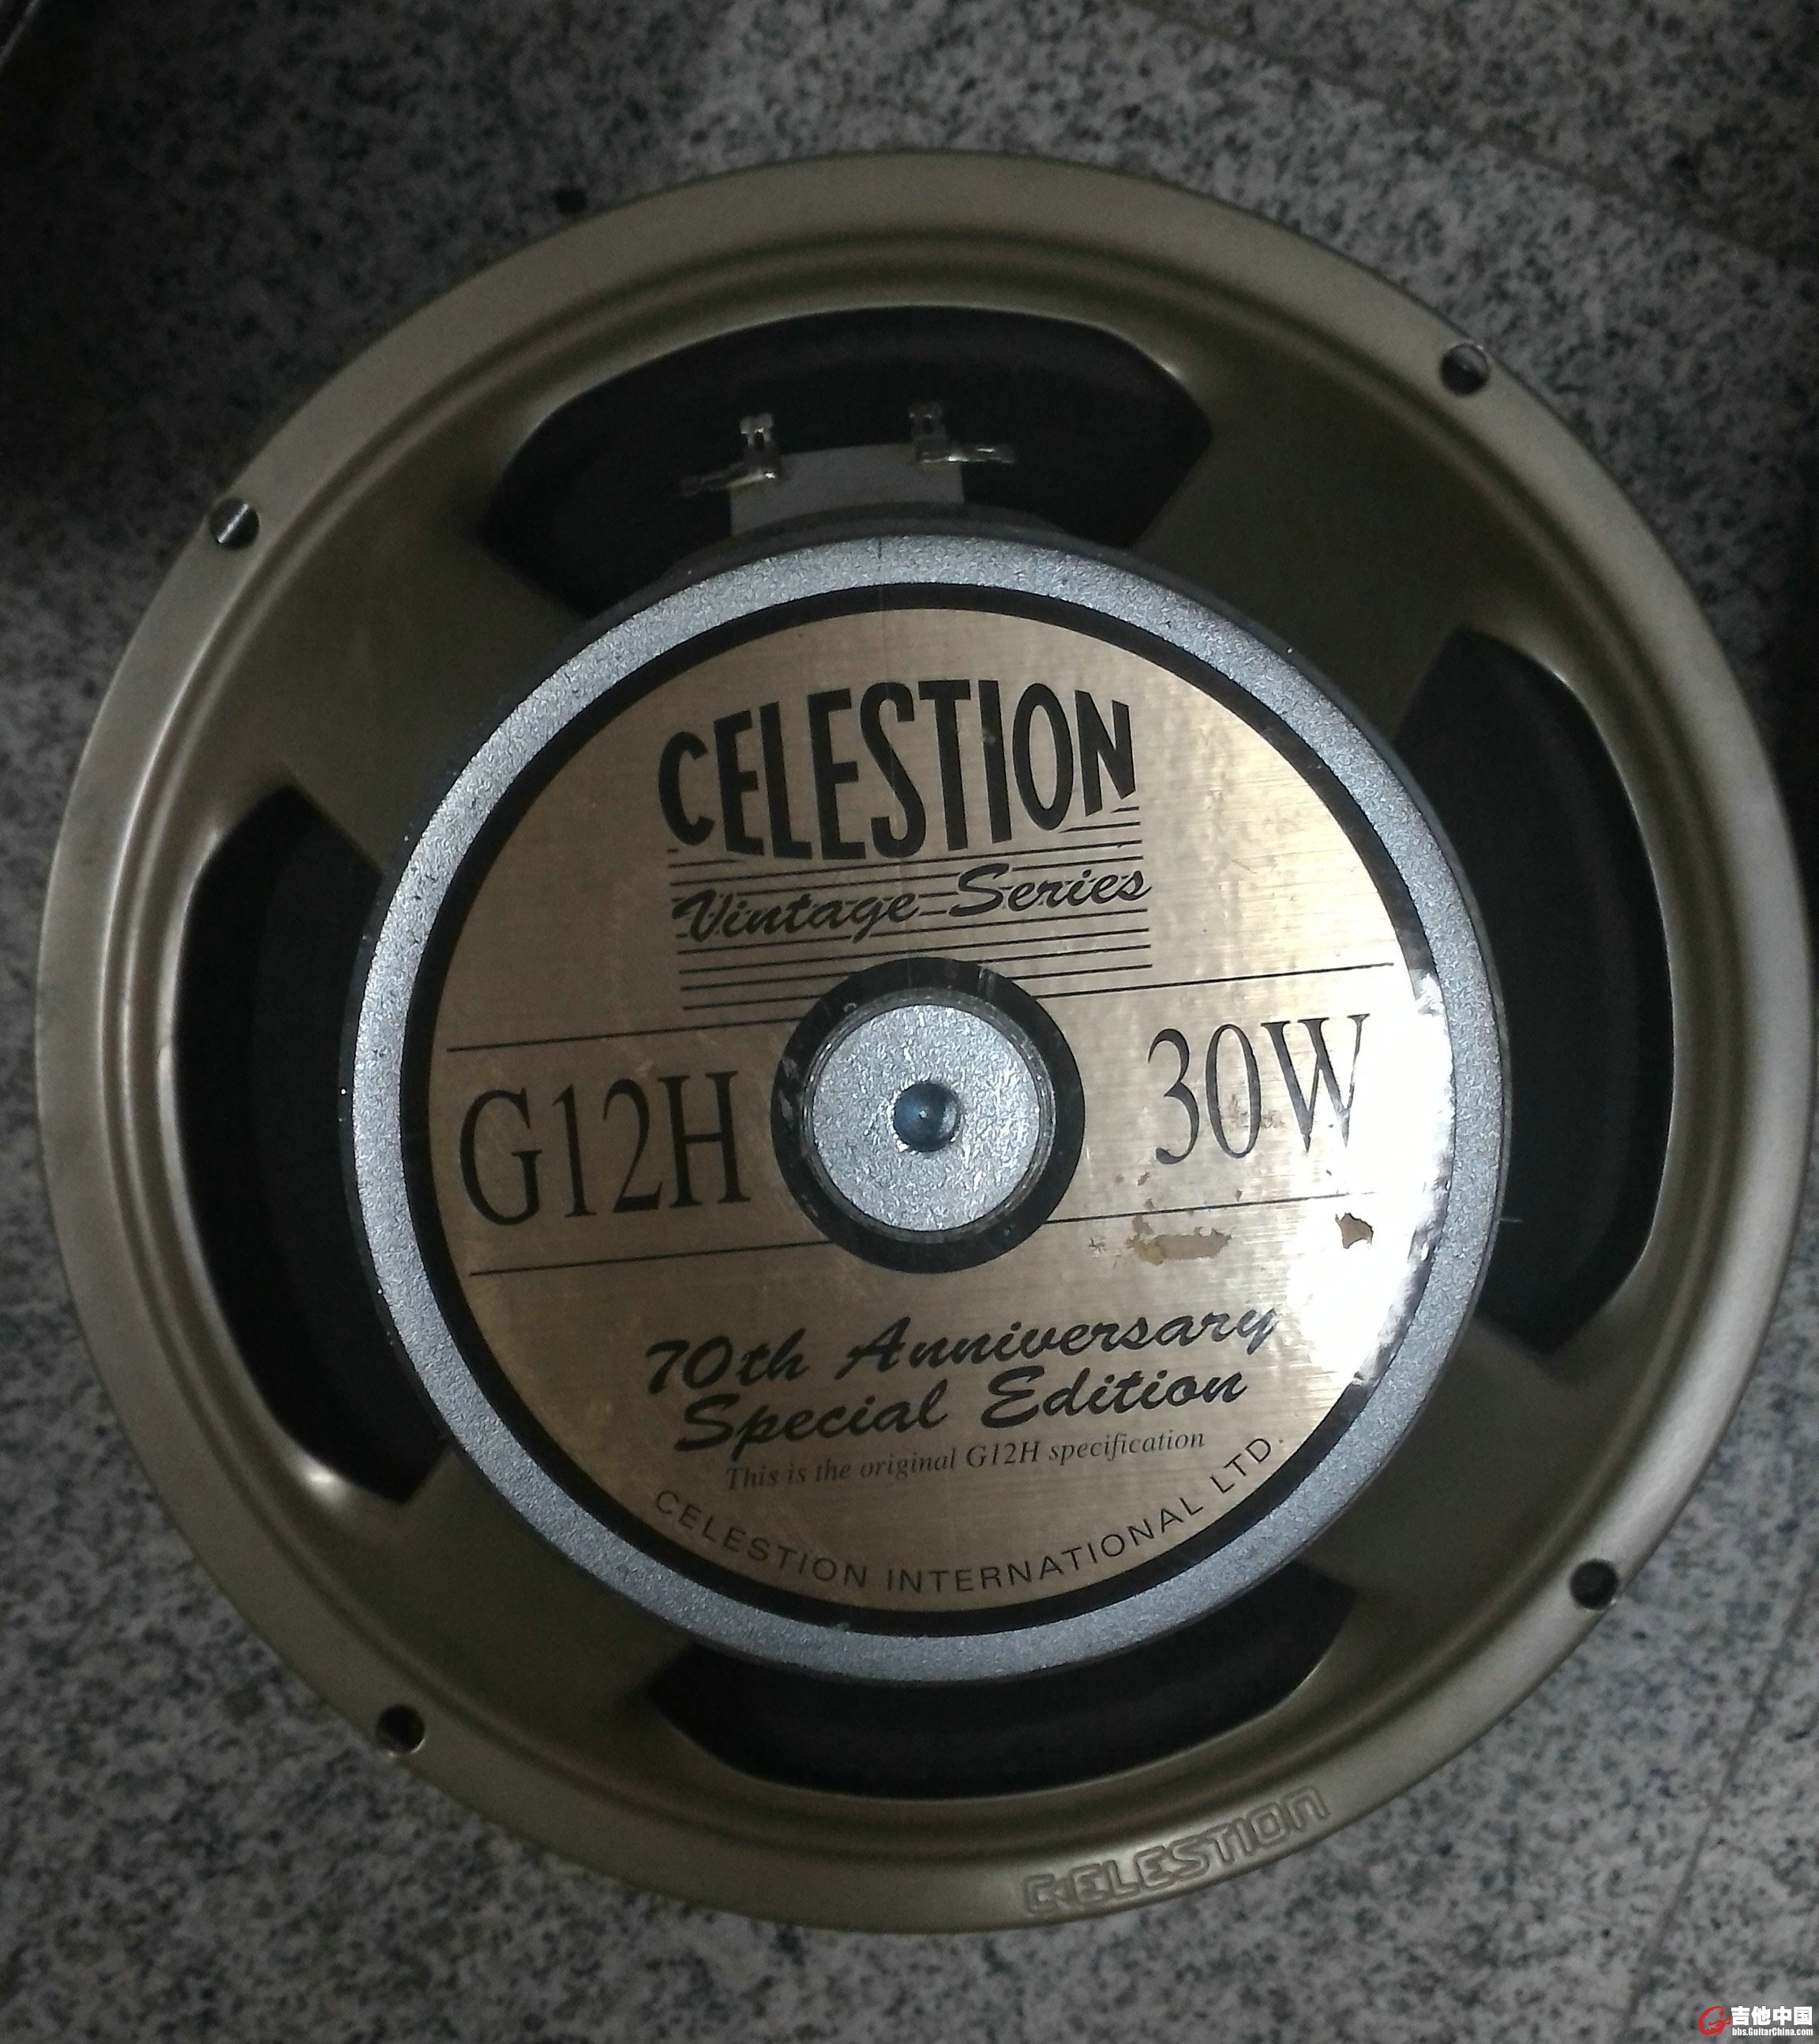 CELESTION
Vintage Series
G12H
30W
70th Anniversary
Special Edition
This is the original G12H specification
CELESTION INTERNATIONAL LTD.
CELESTION
吉他中国
bbs.GuitarChina.com